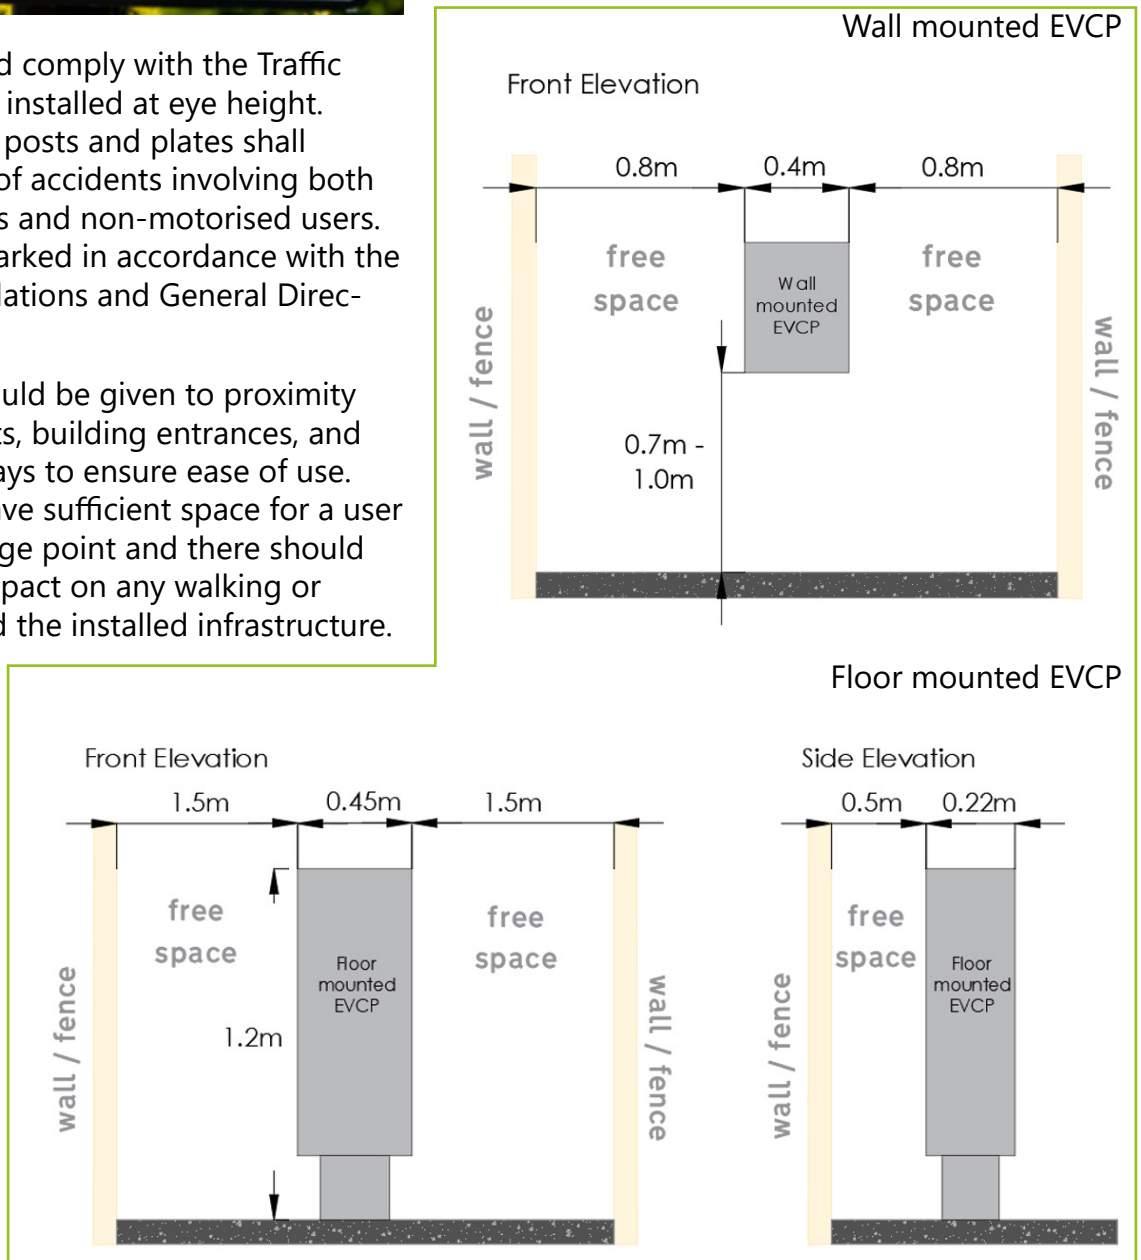 d comply with the Traffic
installed at eye height.
posts and plates shall
of accidents involving both
s and non-motorised users.
arked in accordance with the
lations and General Direc-
uld be given to proximity
ts, building entrances, and
ays to ensure ease of use.
ave sufficient space for a user
ge point and there should
pact on any walking or
d the installed infrastructure.
Wall mounted EVCP
Front Elevation
0.8m 0.4m 0.8m
free
space
Wall
mounted
EVCP
free
space
wall / fence
wall / fence
0.7m -
1.0m
Floor mounted EVCP
Front Elevation
1.5m 0.45m 1.5m
free
space
Floor
mounted
EVCP
free
space
wall / fence
wall / fence
1.2m
Side Elevation
0.5m 0.22m
free
space
Floor
mounted
EVCP
wall / fence